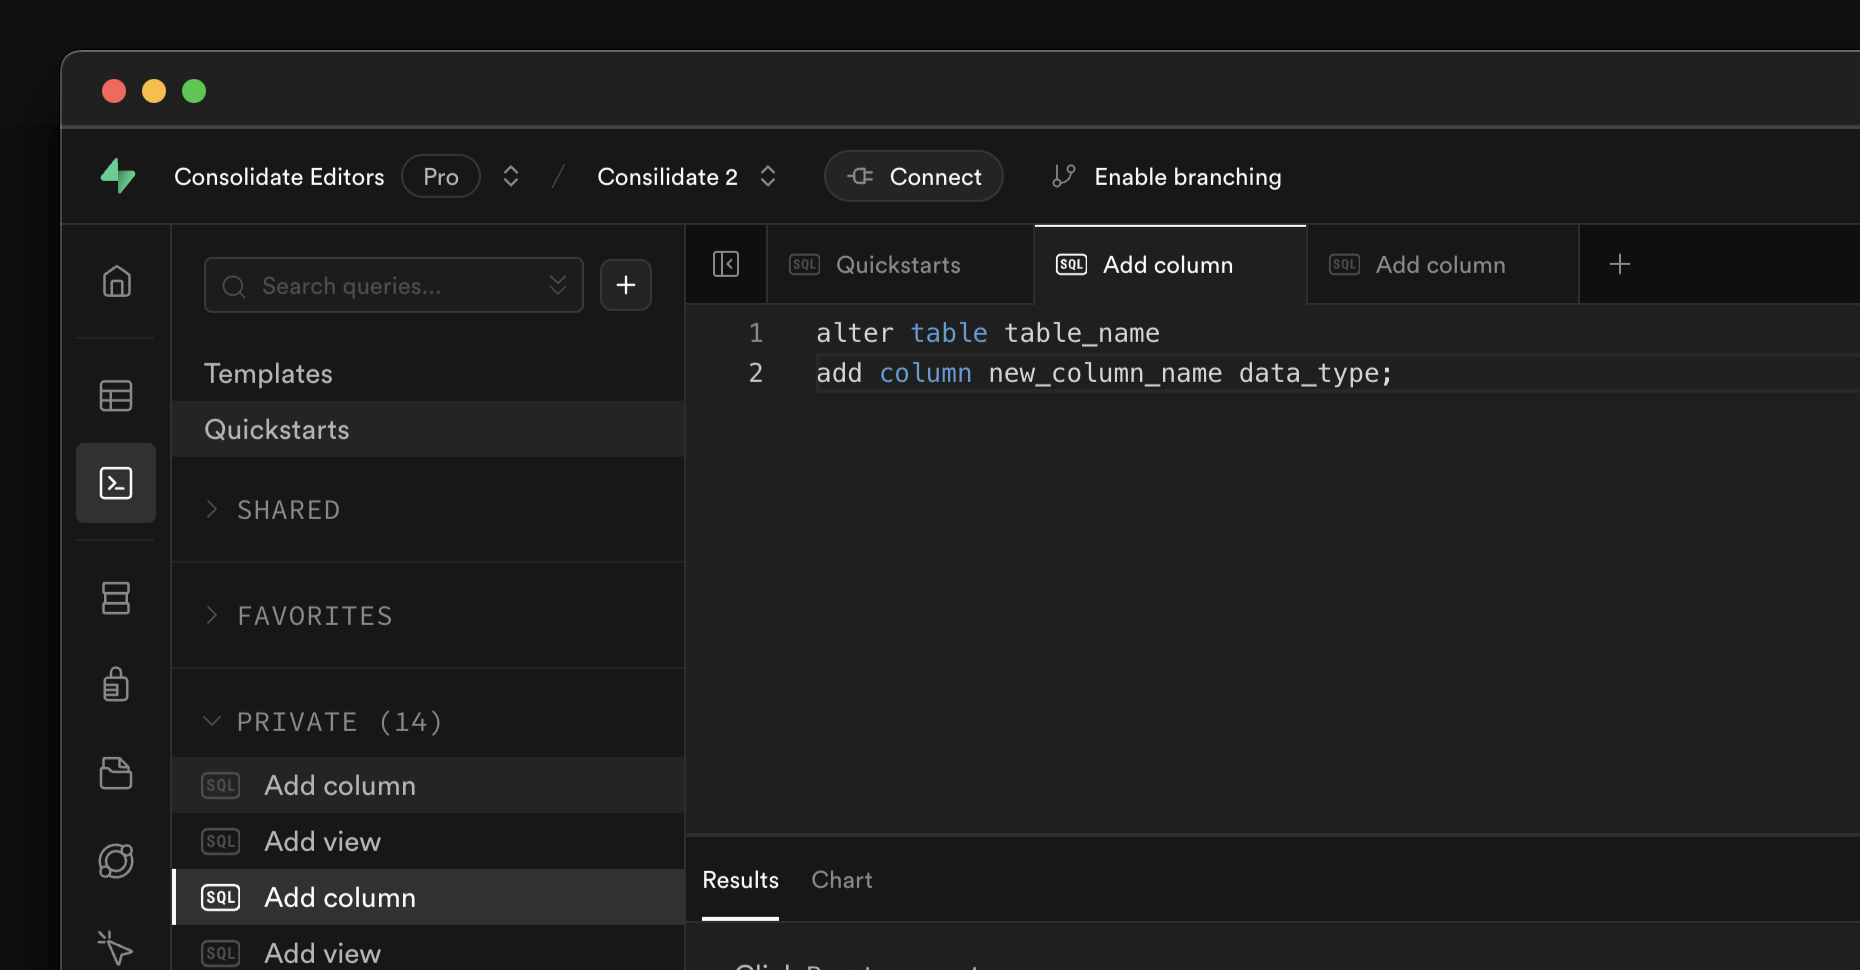 Consolidate Editors Pro / Consilidate 2 Connect Enable branching
Search queries...
Templates
Quickstarts
SHARED
FAVORITES
PRIVATE (14)
SQL Add column
SQL Add view
SQL Add column
SQL Add view
SQL Quickstarts
SQL Add column
SQL Add column
1 alter table table_name
2 add column new_column_name data_type;
Results Chart